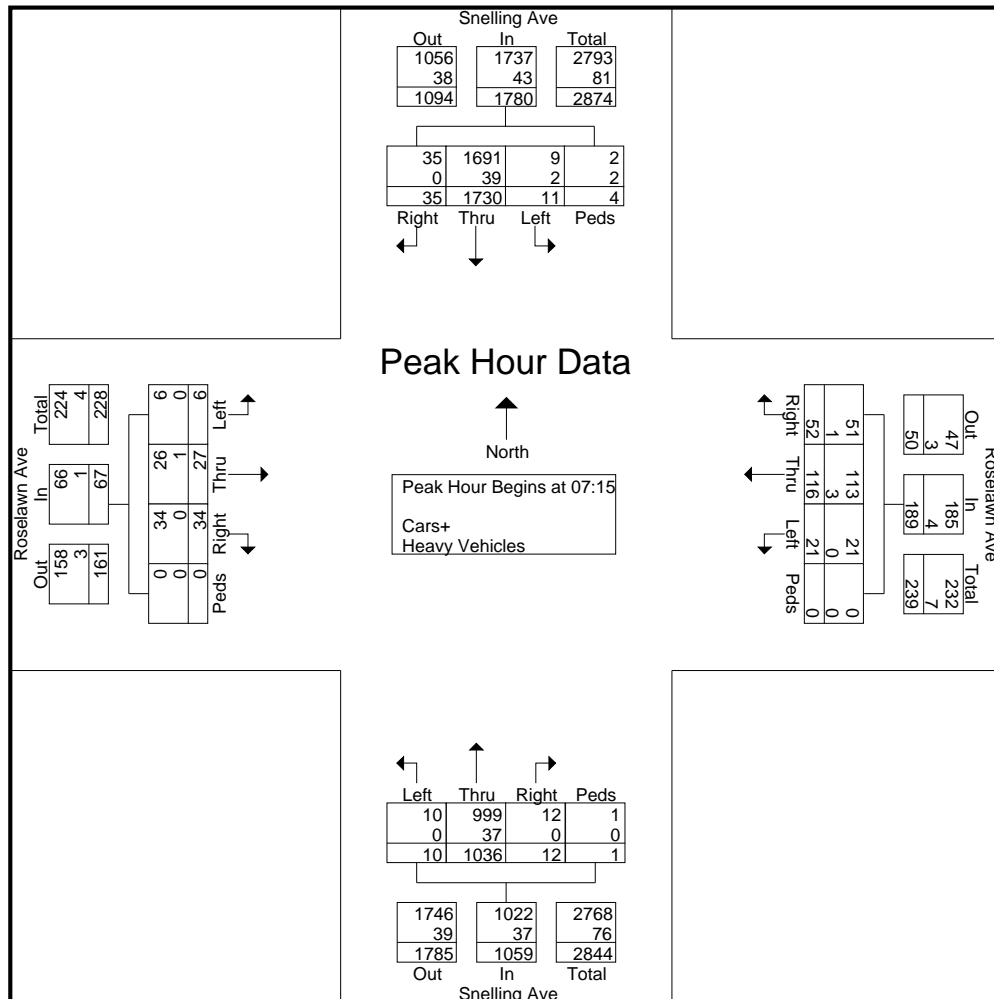 Snelling Ave
Out In Total
1056 1737 2793
38 43 81
1094 1780 2874
35 1691 9 2
0 39 2 2
35 1730 11 4
Right Thru Left Peds
Peak Hour Data
North
Peak Hour Begins at 07:15
Cars+
Heavy Vehicles
Roselawn Ave
Out In Total
158 66 224
3 1 4
161 67 228
Peds Right Thru Left
0 34 26 6
0 0 1 0
0 34 27 6
Roselawn Ave
Out In Total
47 185 232
3 4 7
50 189 239
51 113 21 0
1 3 0 0
52 116 21 0
Right Thru Left Peds
Left Thru Right Peds
10 999 12 1
0 37 0 0
10 1036 12 1
1746 1022 2768
39 37 76
1785 1059 2844
Out In Total
Snelling Ave